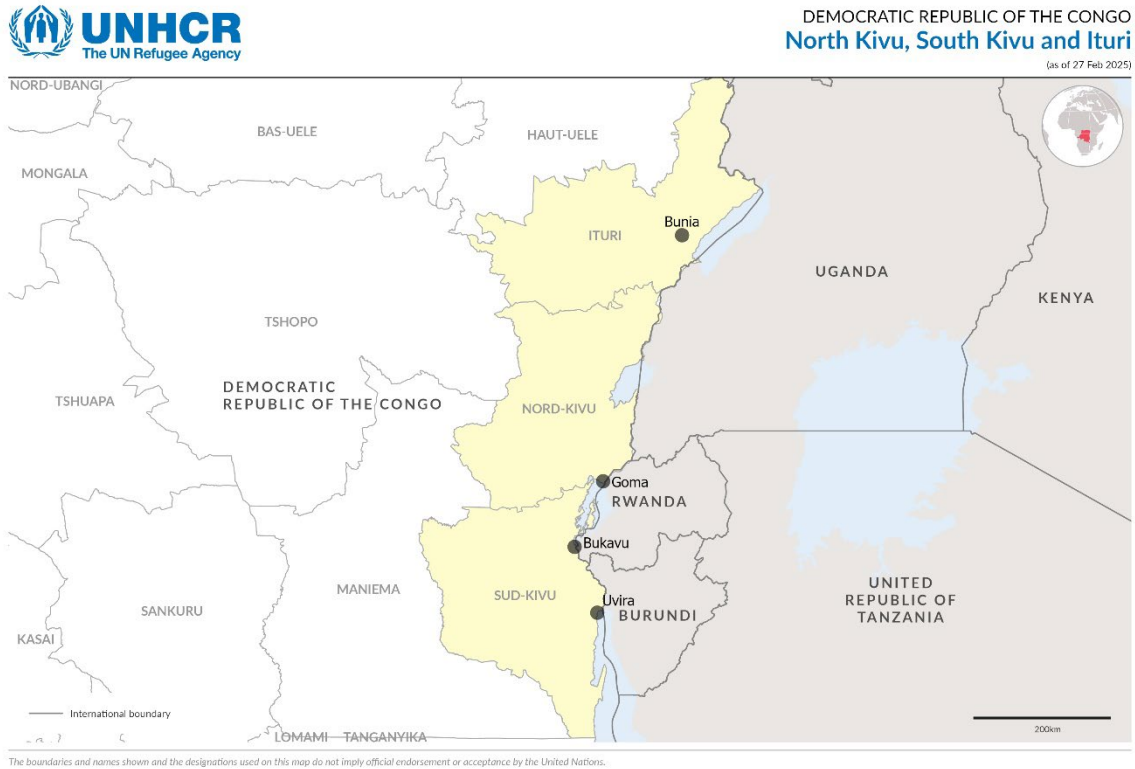 UNHCR
The UN Refugee Agency
DEMOCRATIC REPUBLIC OF THE CONGO
North Kivu, South Kivu and Ituri
(as of 27 Feb 2025)
NORD-UBANGI
BAS-UELE
HAUT-UELE
MONGALA
Bunia
ITURI
UGANDA
KENYA
TSHOPO
DEMOCRATIC
REPUBLIC OF THE CONGO
TSHUAPA
NORD-KIVU
Goma
RWANDA
Bukavu
MANIEMA
SUD-KIVU
UNITED
REPUBLIC OF
TANZANIA
Uvira
BURUNDI
SANKURU
KASAI
International boundary
200km
LOMAMI
TANGANYIKA
The boundaries and names shown and the designations used on this map do not imply official endorsement or acceptance by the United Nations.